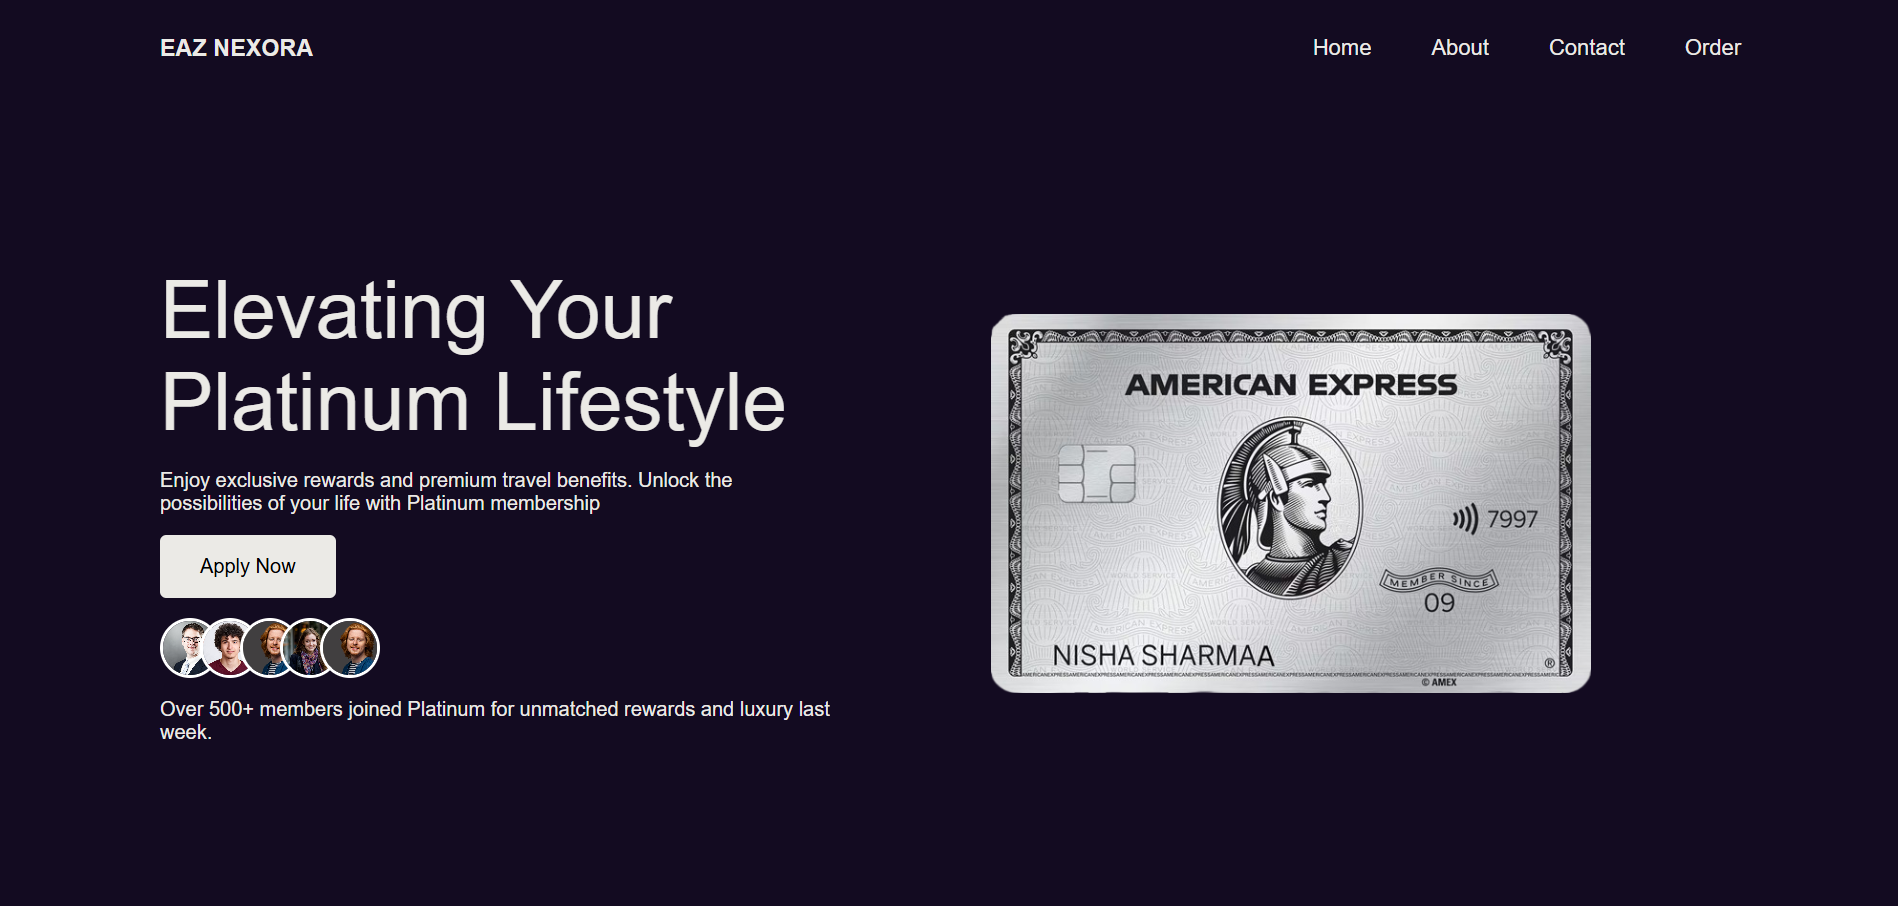 EAZ NEXORA
Home About Contact Order
Elevating Your
Platinum Lifestyle
Enjoy exclusive rewards and premium travel benefits. Unlock the
possibilities of your life with Platinum membership
Apply Now
Over 500+ members joined Platinum for unmatched rewards and luxury last
week.
AMERICAN EXPRESS
7997
MEMBER SINCE
09
NISHA SHARMAA
®
© AMEX